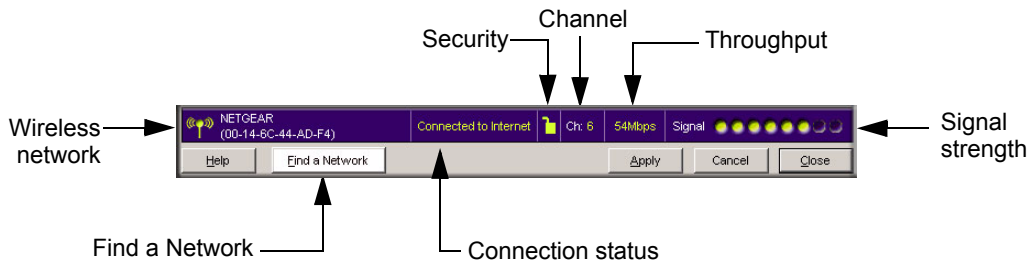 Channel
Security
Throughput
Wireless network
NETGEAR
(00-14-6C-44-AD-F4)
Connected to Internet
Ch: 6
54Mbps
Signal
Signal strength
Help
Find a Network
Apply
Cancel
Close
Find a Network
Connection status